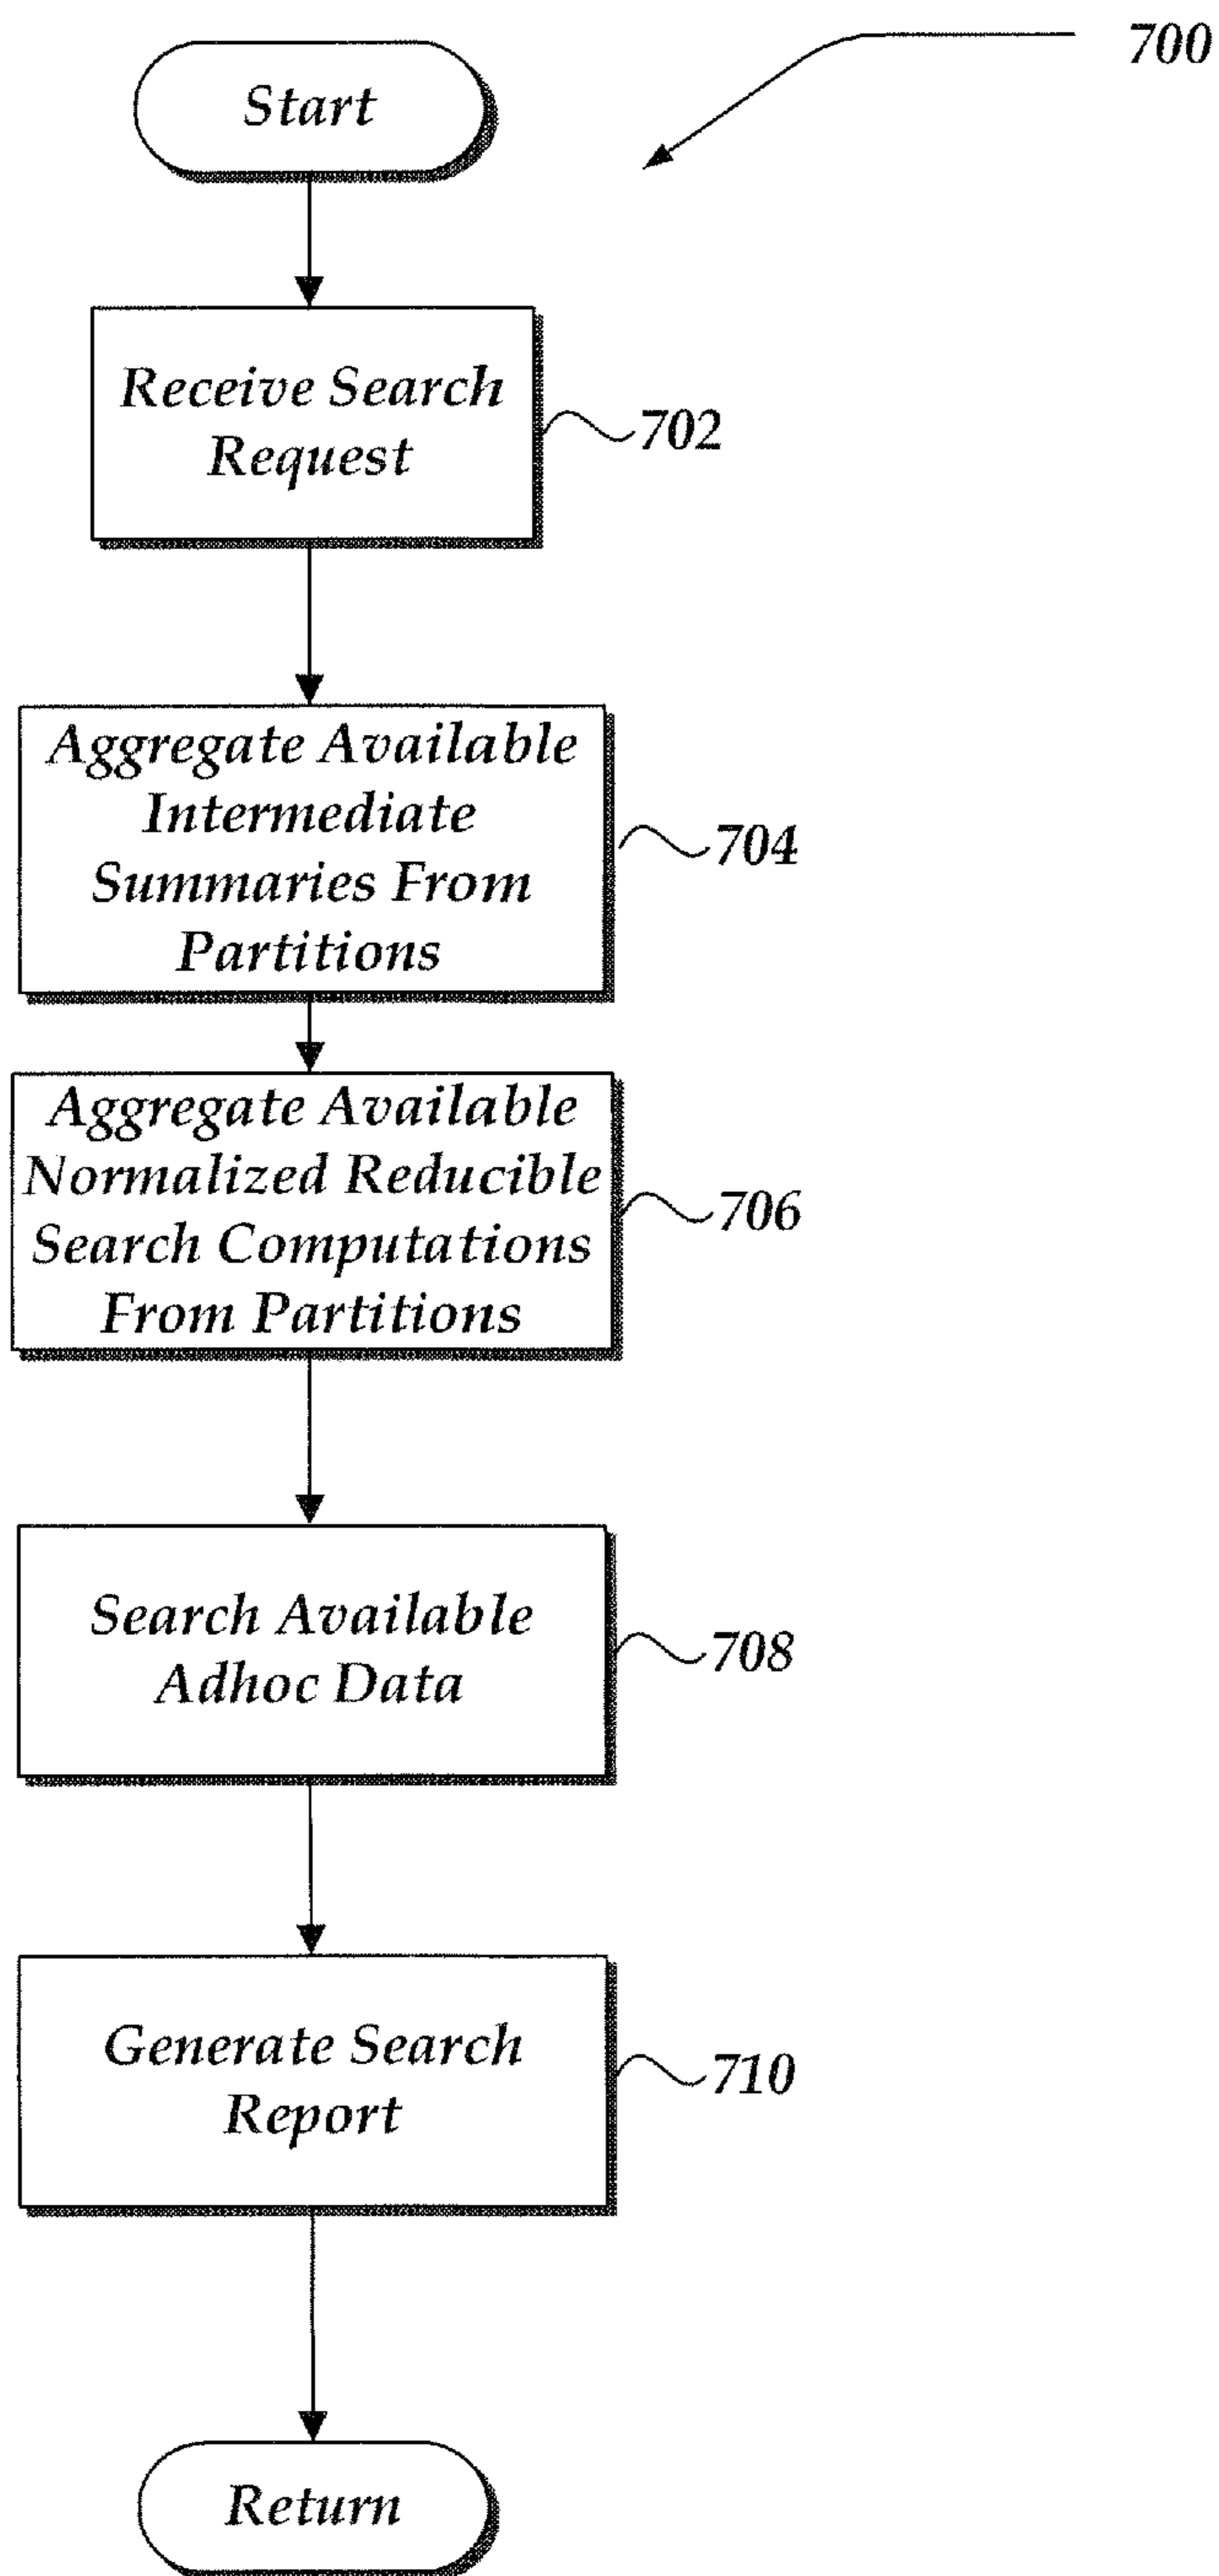 700
Start
Receive Search
Request
702
Aggregate Available
Intermediate
Summaries From
Partitions
704
Aggregate Available
Normalized Reducible
Search Computations
From Partitions
706
Search Available
Adhoc Data
708
Generate Search
Report
710
Return